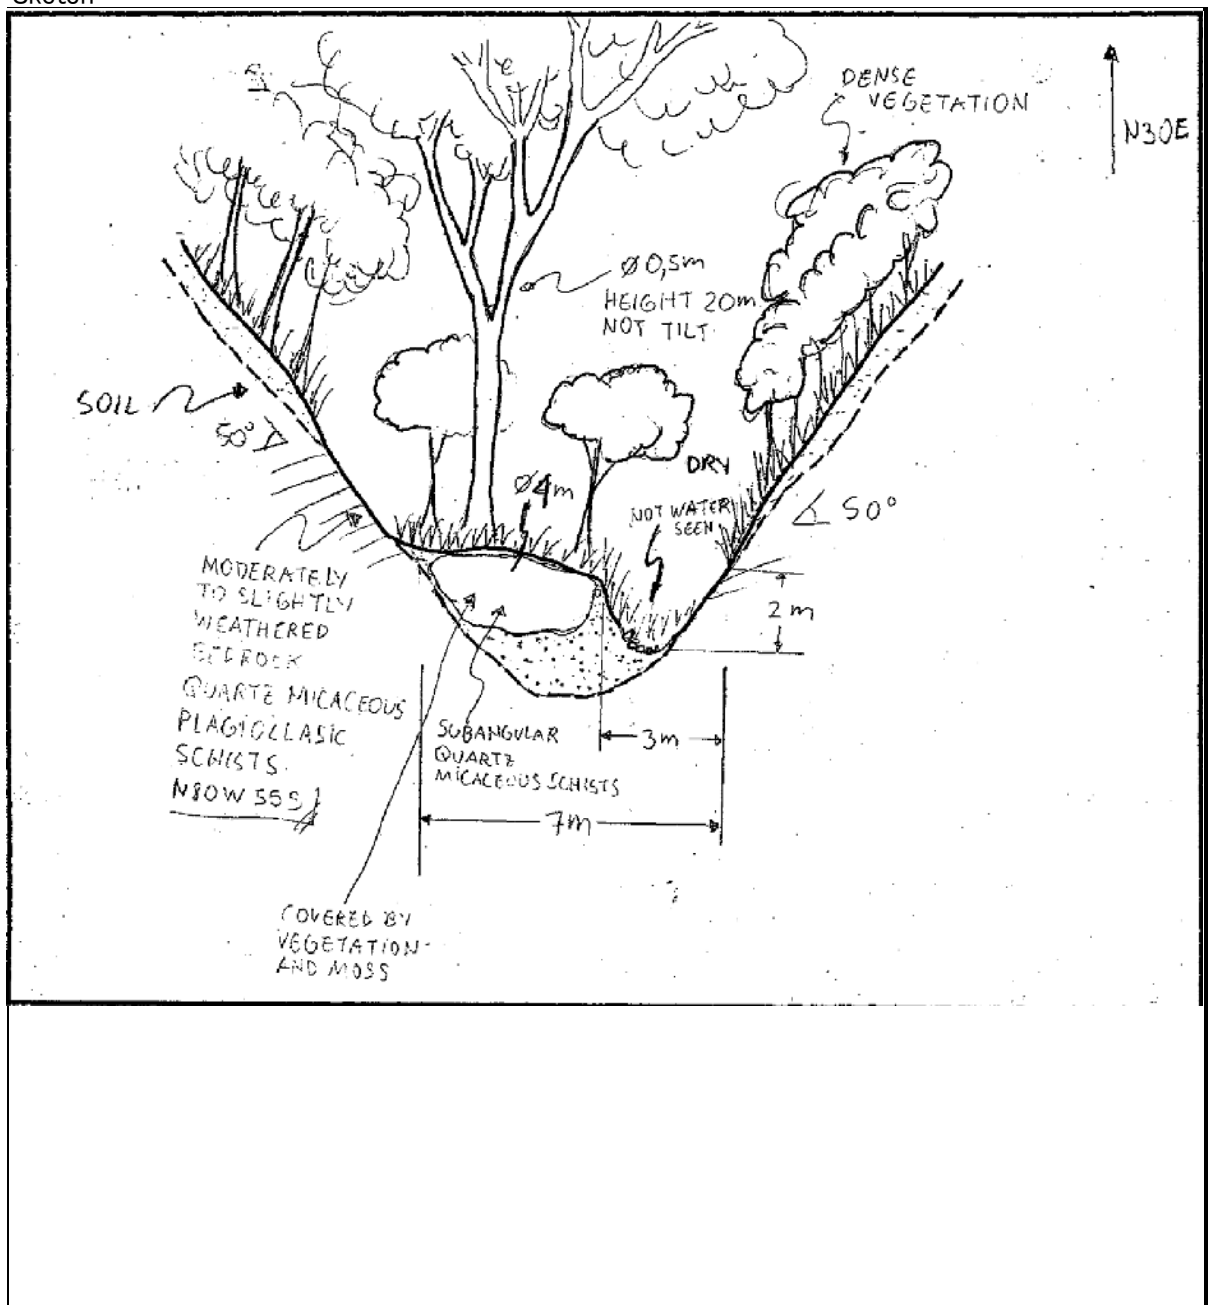 Sketch
DENSE
VEGETATION
N30E
Ø 0,5m
HEIGHT 20m
NOT TILT
SOIL
50°
DRY
Ø4m
NOT WATER
SEEN
50°
MODERATELY
TO SLIGHTLY
WEATHERED
BEDROCK
QUARTZ MICACEOUS
PLAGIOCLASIC
SCHISTS.
N80W 55S
2m
SUBANGULAR
QUARTZ
MICACEOUS SCHISTS
3m
7m
COVERED BY
VEGETATION
AND MOSS